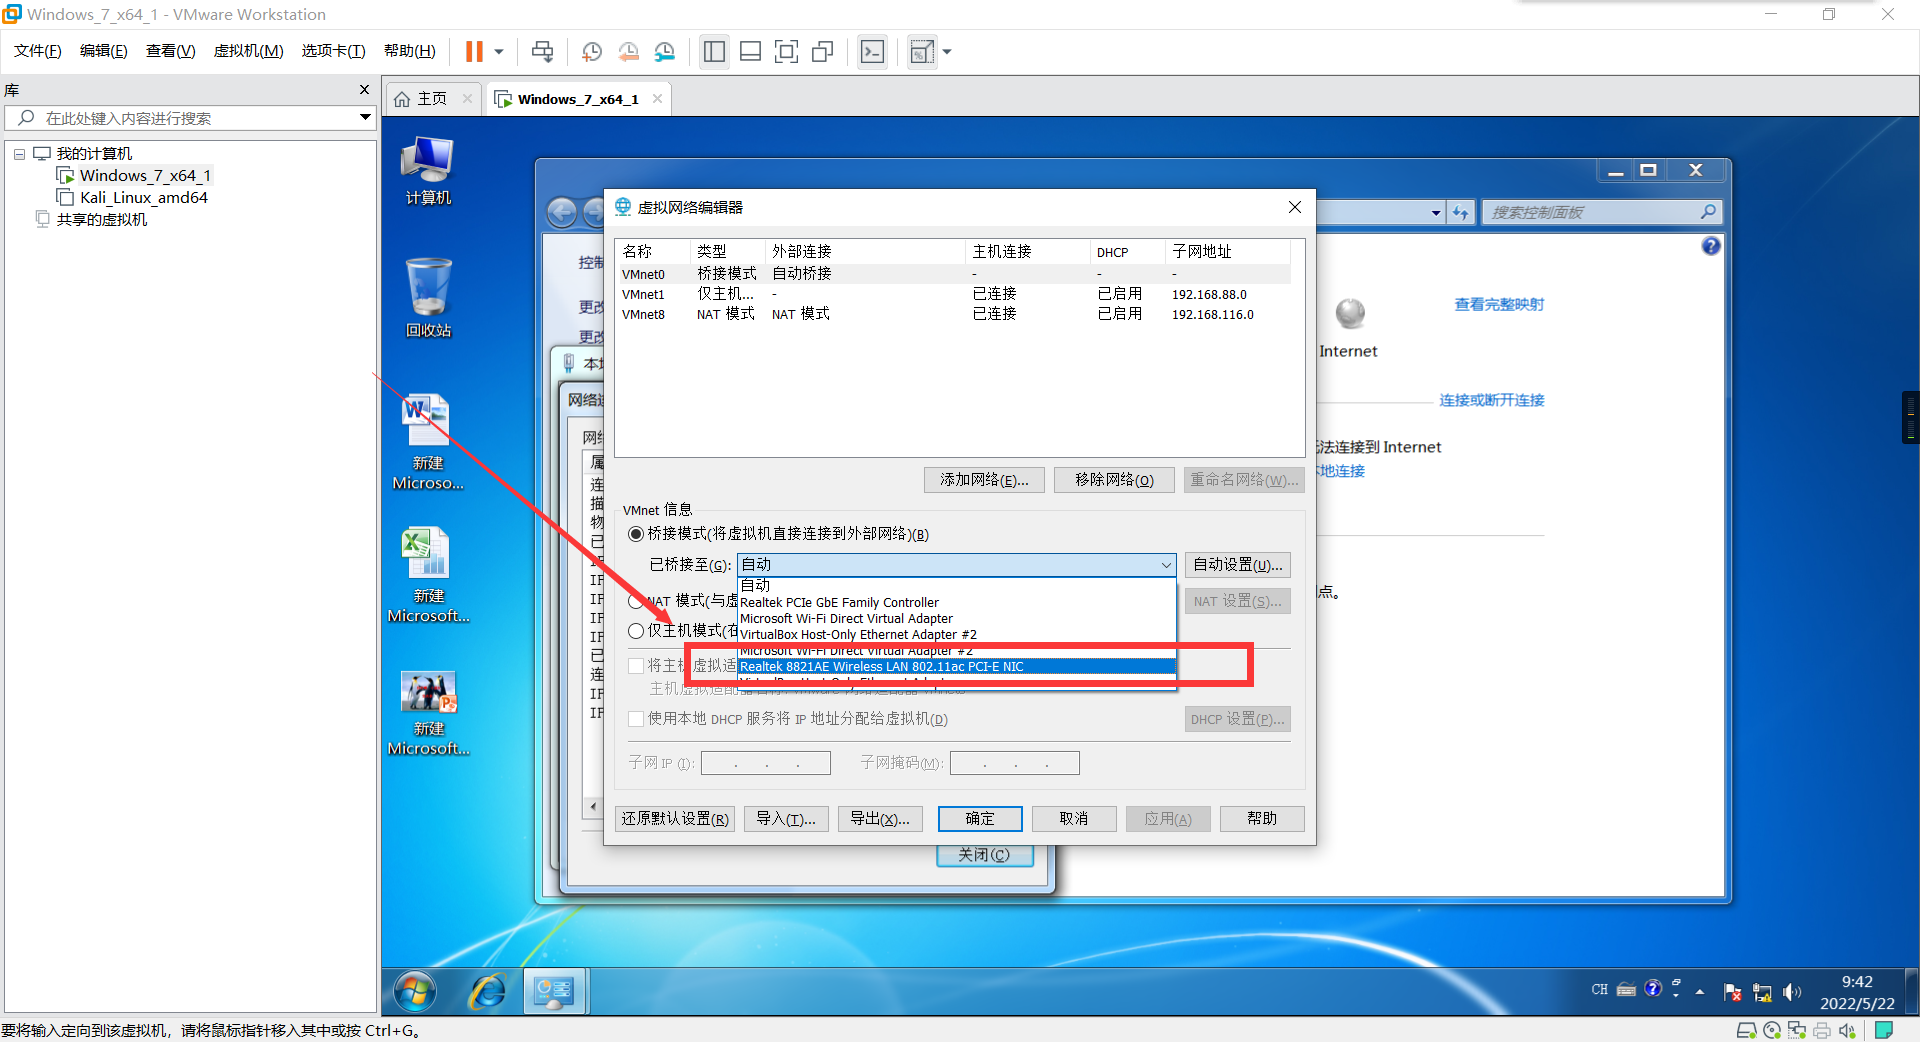 Windows_7_x64_1 - VMware Workstation
文件(F) 编辑(E) 查看(V) 虚拟机(M) 选项卡(T) 帮助(H)
库
在此处键入内容进行搜索
我的计算机
Windows_7_x64_1
Kali_Linux_amd64
共享的虚拟机
主页
Windows_7_x64_1
计算机
回收站
新建
Microso...
新建
Microsoft...
新建
Microsoft...
搜索控制面板
控制
更改
更改
本地
网络连
网络
查看完整映射
Internet
连接或断开连接
无法连接到 Internet
本地连接
点。
虚拟网络编辑器
名称 类型 外部连接 主机连接 DHCP 子网地址
VMnet0 桥接模式 自动桥接 - - -
VMnet1 仅主机... - 已连接 已启用 192.168.88.0
VMnet8 NAT 模式 NAT 模式 已连接 已启用 192.168.116.0
添加网络(E)... 移除网络(O) 重命名网络(W)...
VMnet 信息
桥接模式(将虚拟机直接连接到外部网络)(B)
已桥接至(G): 自动 自动设置(U)...
自动
Realtek PCIe GbE Family Controller
Microsoft Wi-Fi Direct Virtual Adapter
VirtualBox Host-Only Ethernet Adapter #2
Microsoft Wi-Fi Direct Virtual Adapter #2
Realtek 8821AE Wireless LAN 802.11ac PCI-E NIC
VirtualBox Host-Only Ethernet Adapter
NAT 模式(与虚 NAT 设置(S)...
仅主机模式(在
将主机虚拟适
主机虚拟适配器名称: VMware 网络适配器 VMnet0
使用本地 DHCP 服务将 IP 地址分配给虚拟机(D) DHCP 设置(P)...
子网 IP (I): . . . 子网掩码(M): . . .
还原默认设置(R) 导入(T)... 导出(X)... 确定 取消 应用(A) 帮助
关闭(C)
CH
9:42
2022/5/22
要将输入定向到该虚拟机，请将鼠标指针移入其中或按 Ctrl+G。